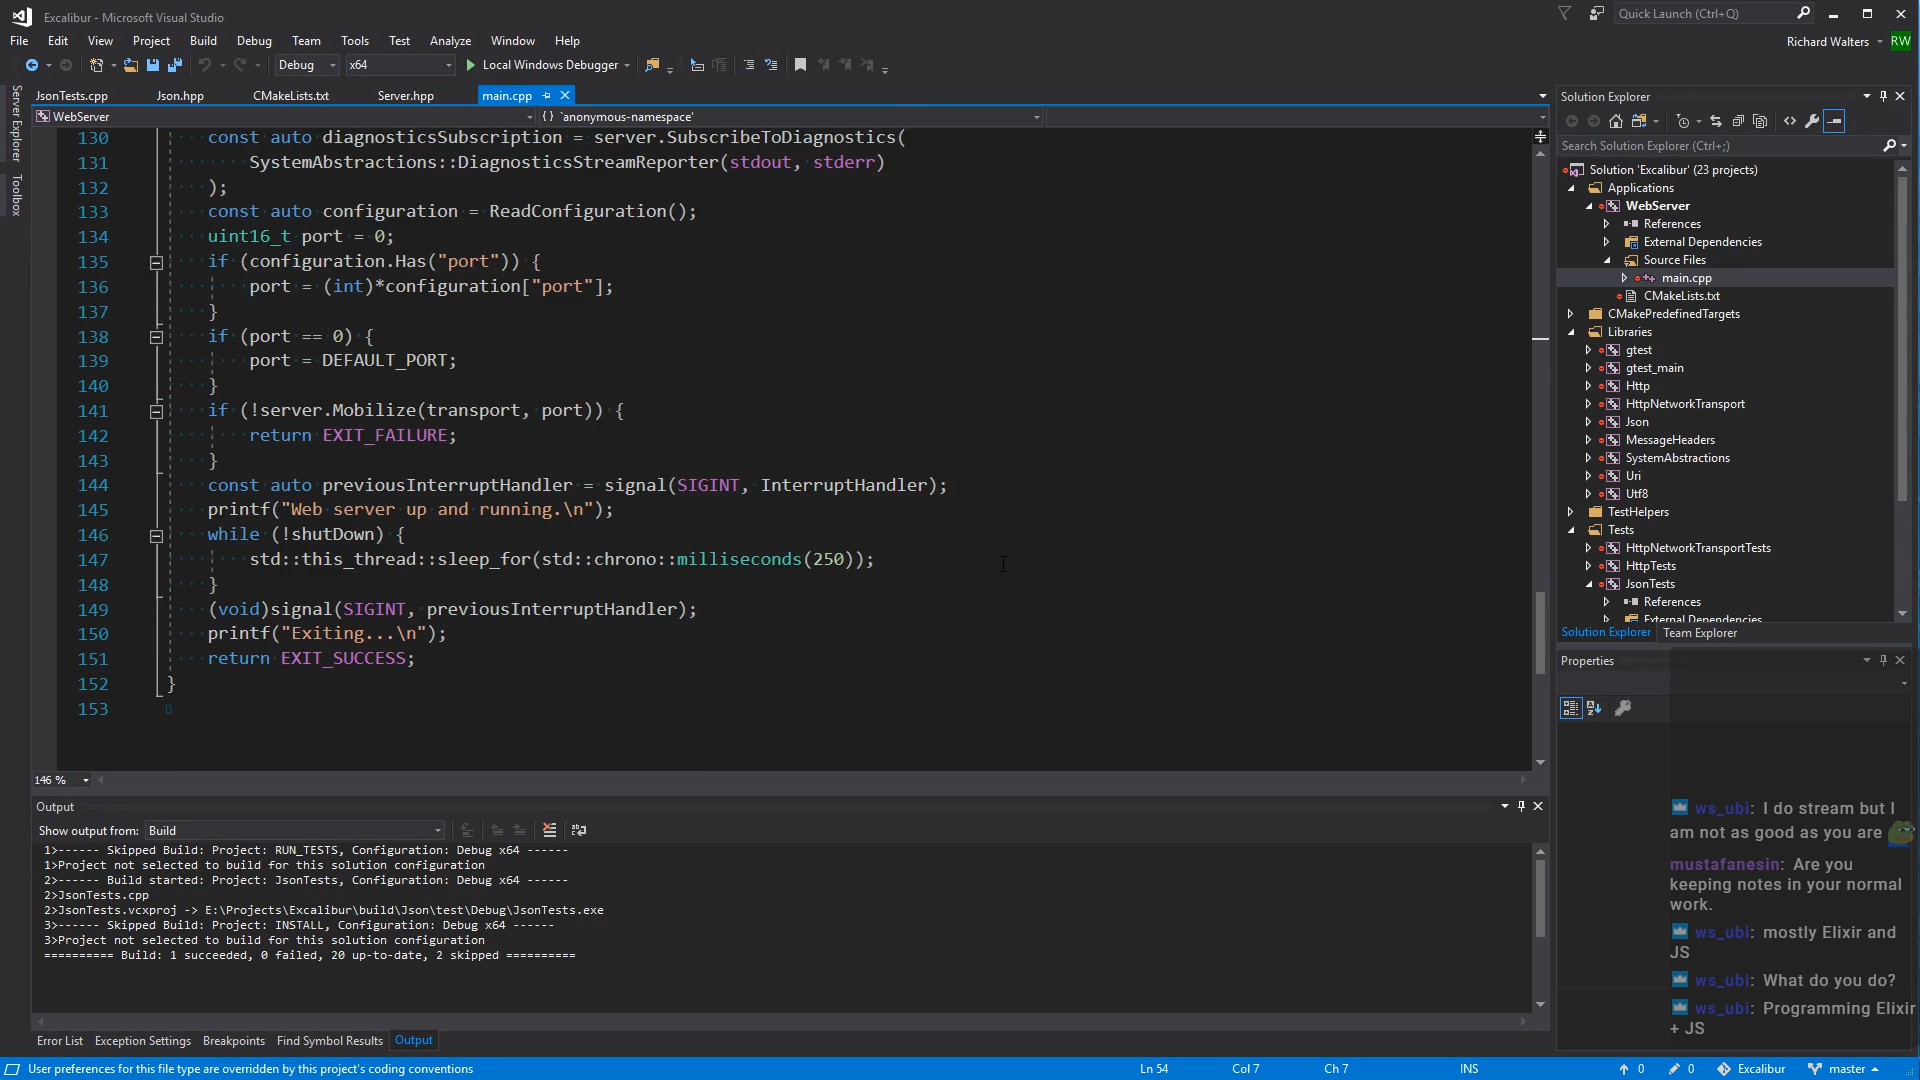 Excalibur - Microsoft Visual Studio
Quick Launch (Ctrl+Q)
File Edit View Project Build Debug Team Tools Test Analyze Window Help
Richard Walters RW
Debug x64 Local Windows Debugger
Server Explorer
Toolbox
JsonTests.cpp Json.hpp CMakeLists.txt Server.hpp main.cpp
WebServer
{} `anonymous-namespace'
130 const auto diagnosticsSubscription = server.SubscribeToDiagnostics(
131 SystemAbstractions::DiagnosticsStreamReporter(stdout, stderr)
132 );
133 const auto configuration = ReadConfiguration();
134 uint16_t port = 0;
135 if (configuration.Has("port")) {
136 port = (int)*configuration["port"];
137 }
138 if (port == 0) {
139 port = DEFAULT_PORT;
140 }
141 if (!server.Mobilize(transport, port)) {
142 return EXIT_FAILURE;
143 }
144 const auto previousInterruptHandler = signal(SIGINT, InterruptHandler);
145 printf("Web server up and running.\n");
146 while (!shutDown) {
147 std::this_thread::sleep_for(std::chrono::milliseconds(250));
148 }
149 (void)signal(SIGINT, previousInterruptHandler);
150 printf("Exiting...\n");
151 return EXIT_SUCCESS;
152 }
153
146 %
Output
Show output from: Build
1>------ Skipped Build: Project: RUN_TESTS, Configuration: Debug x64 ------
1>Project not selected to build for this solution configuration
2>------ Build started: Project: JsonTests, Configuration: Debug x64 ------
2>JsonTests.cpp
2>JsonTests.vcxproj -> E:\Projects\Excalibur\build\Json\test\Debug\JsonTests.exe
3>------ Skipped Build: Project: INSTALL, Configuration: Debug x64 ------
3>Project not selected to build for this solution configuration
========== Build: 1 succeeded, 0 failed, 20 up-to-date, 2 skipped ==========
Error List Exception Settings Breakpoints Find Symbol Results Output
Solution Explorer
Search Solution Explorer (Ctrl+;)
Solution 'Excalibur' (23 projects)
Applications
WebServer
References
External Dependencies
Source Files
main.cpp
CMakeLists.txt
CMakePredefinedTargets
Libraries
gtest
gtest_main
Http
HttpNetworkTransport
Json
MessageHeaders
SystemAbstractions
Uri
Utf8
TestHelpers
Tests
HttpNetworkTransportTests
HttpTests
JsonTests
References
External Dependencies
Solution Explorer Team Explorer
Properties
ws_ubi: I do stream but I
am not as good as you are
mustafanesin: Are you
keeping notes in your normal
work.
ws_ubi: mostly Elixir and
JS
ws_ubi: What do you do?
ws_ubi: Programming Elixir
+ JS
User preferences for this file type are overridden by this project's coding conventions
Ln 54 Col 7 Ch 7 INS 0 0 Excalibur master